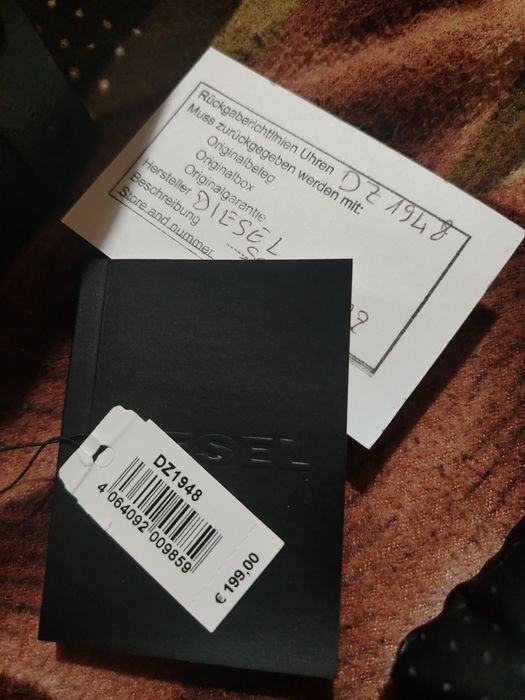 Rückgaberichtlinien Uhren
Muss zurückgegeben werden mit:
DZ1948
Originalbeleg
Originalbox
Originalgarantie
Hersteller DIESEL
Beschreibung
Store and nummer
DIESEL
DZ1948
4 064092 009859
€ 199,00